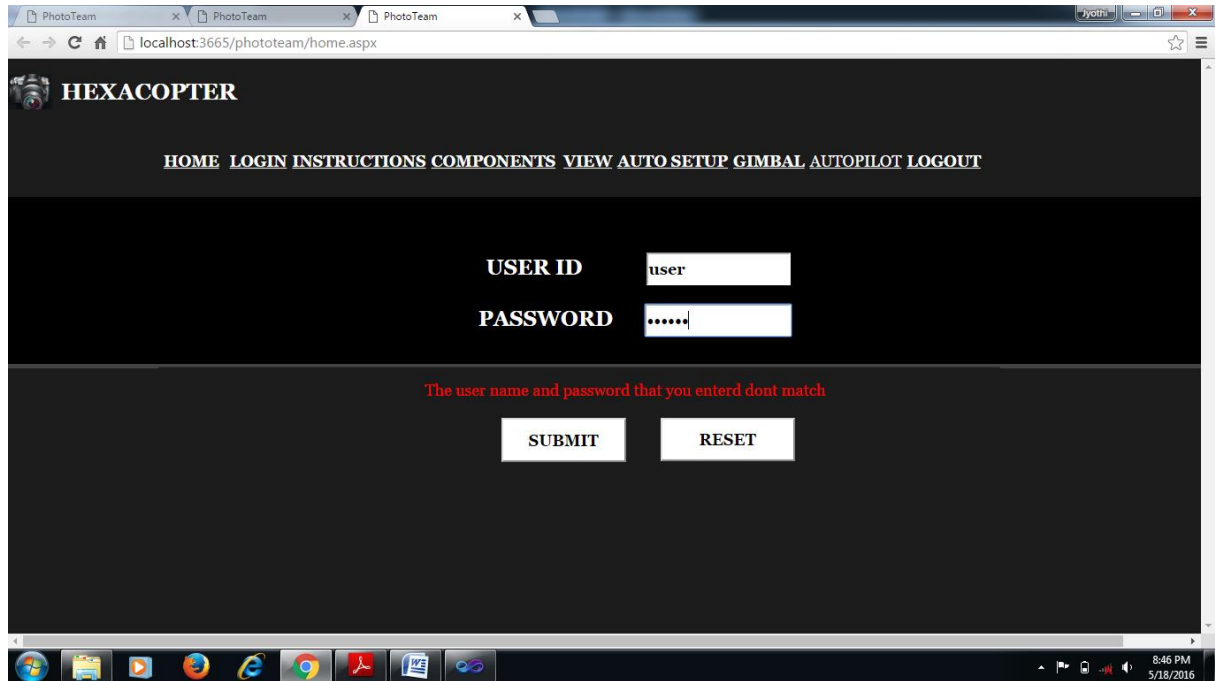 PhotoTeam PhotoTeam PhotoTeam Jyothi
localhost:3665/phototeam/home.aspx
HEXACOPTER
HOME LOGIN INSTRUCTIONS COMPONENTS VIEW AUTO SETUP GIMBAL AUTOPILOT LOGOUT
USER ID user
PASSWORD ••••••
The user name and password that you enterd dont match
SUBMIT RESET
8:46 PM
5/18/2016